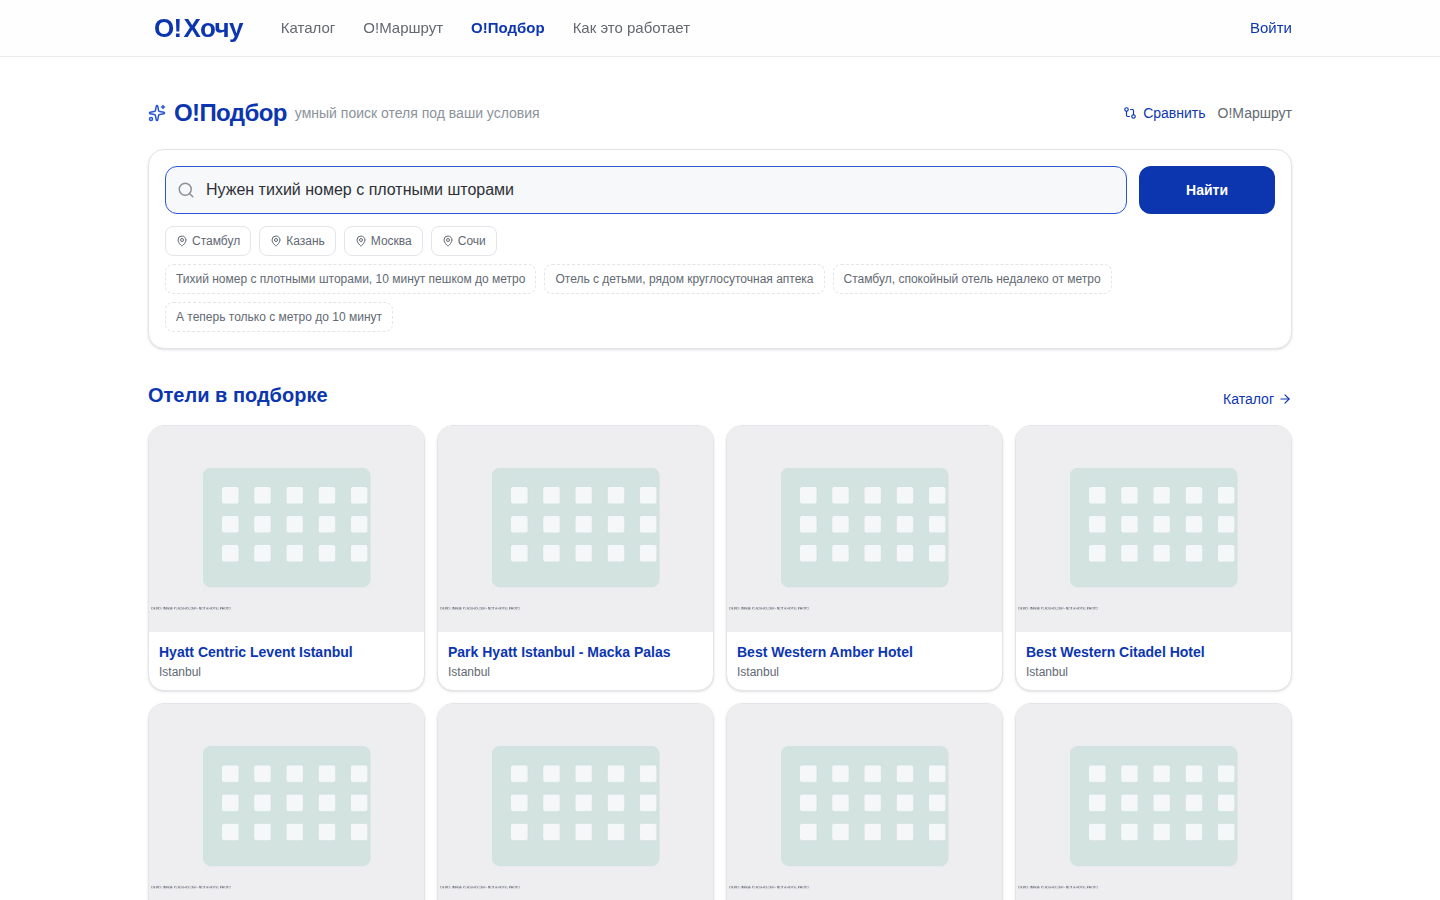 О!Хочу
Каталог
О!Маршрут
О!Подбор
Как это работает
Войти
О!Подбор
умный поиск отеля под ваши условия
Сравнить
О!Маршрут
Нужен тихий номер с плотными шторами
Найти
Стамбул
Казань
Москва
Сочи
Тихий номер с плотными шторами, 10 минут пешком до метро
Отель с детьми, рядом круглосуточная аптека
Стамбул, спокойный отель недалеко от метро
А теперь только с метро до 10 минут
Отели в подборке
Каталог
Hyatt Centric Levent Istanbul
Istanbul
Park Hyatt Istanbul - Macka Palas
Istanbul
Best Western Amber Hotel
Istanbul
Best Western Citadel Hotel
Istanbul